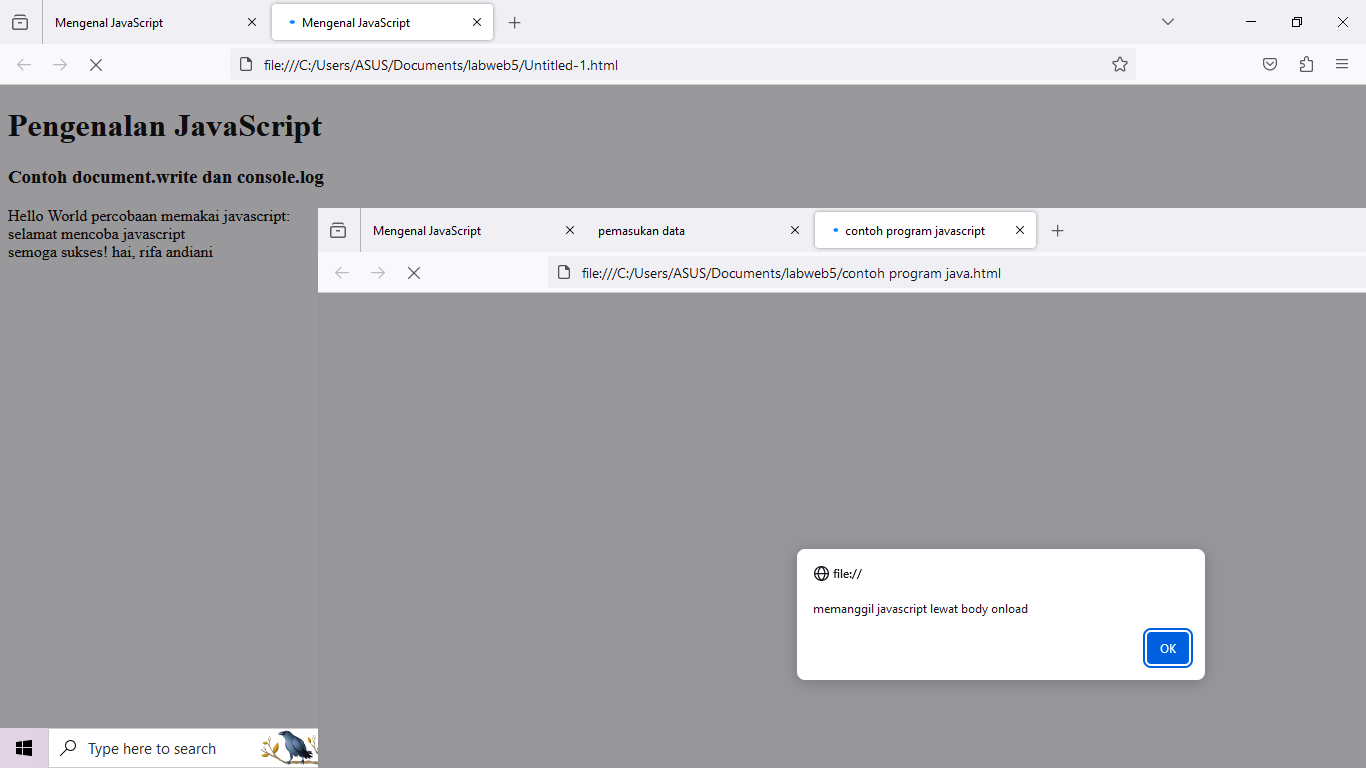 Mengenal JavaScript
Mengenal JavaScript
file:///C:/Users/ASUS/Documents/labweb5/Untitled-1.html
Pengenalan JavaScript
Contoh document.write dan console.log
Hello World percobaan memakai javascript:
selamat mencoba javascript
semoga sukses! hai, rifa andiani
Mengenal JavaScript
pemasukan data
contoh program javascript
file:///C:/Users/ASUS/Documents/labweb5/contoh program java.html
file://
memanggil javascript lewat body onload
OK
Type here to search